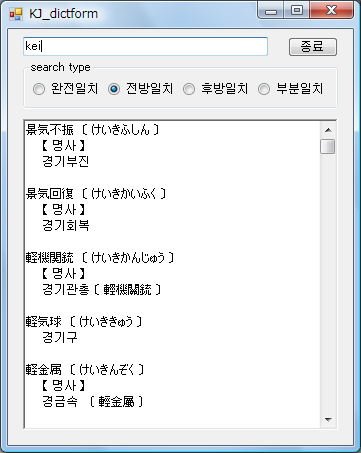 KJ_dictform
kei
종료
search type
완전일치 전방일치 후방일치 부분일치
景気不振 〔 けいきふしん 〕
【 명사 】
경기부진
景気回復 〔 けいきかいふく 〕
【 명사 】
경기회복
軽機関銃 〔 けいきかんじゅう 〕
【 명사 】
경기관총〔 輕機關銃 〕
軽気球 〔 けいききゅう 〕
경기구
軽金属 〔 けいきんぞく 〕
【 명사 】
경금속 〔 輕金屬 〕